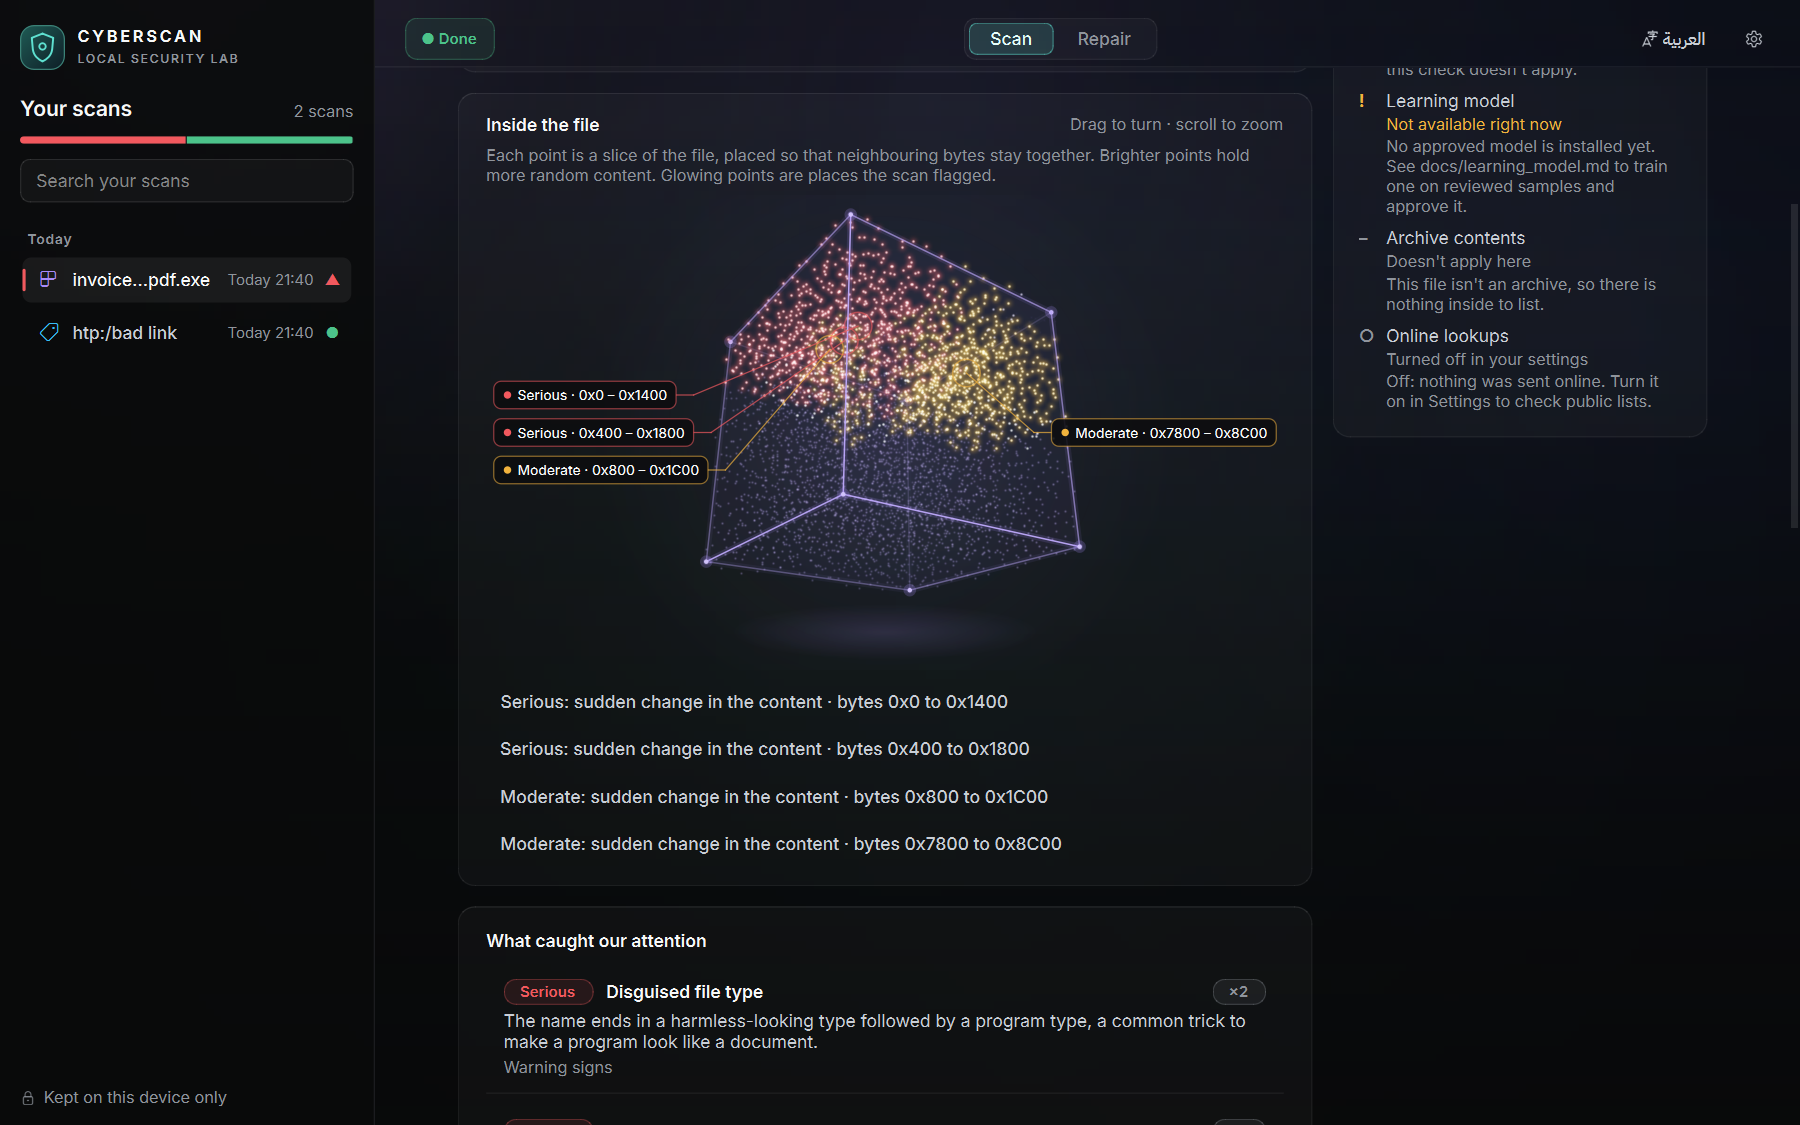 CYBERSCAN
LOCAL SECURITY LAB
Your scans
2 scans
Search your scans
Today
invoice...pdf.exe
Today 21:40
htp:/bad link
Today 21:40
Kept on this device only
Done
Scan
Repair
العربية
Inside the file
Drag to turn · scroll to zoom
Each point is a slice of the file, placed so that neighbouring bytes stay together. Brighter points hold
more random content. Glowing points are places the scan flagged.
Serious · 0x0 – 0x1400
Serious · 0x400 – 0x1800
Moderate · 0x800 – 0x1C00
Moderate · 0x7800 – 0x8C00
Serious: sudden change in the content · bytes 0x0 to 0x1400
Serious: sudden change in the content · bytes 0x400 to 0x1800
Moderate: sudden change in the content · bytes 0x800 to 0x1C00
Moderate: sudden change in the content · bytes 0x7800 to 0x8C00
What caught our attention
Serious
Disguised file type
×2
The name ends in a harmless-looking type followed by a program type, a common trick to
make a program look like a document.
Warning signs
this check doesn't apply.
! Learning model
Not available right now
No approved model is installed yet.
See docs/learning_model.md to train
one on reviewed samples and
approve it.
– Archive contents
Doesn't apply here
This file isn't an archive, so there is
nothing inside to list.
Online lookups
Turned off in your settings
Off: nothing was sent online. Turn it
on in Settings to check public lists.